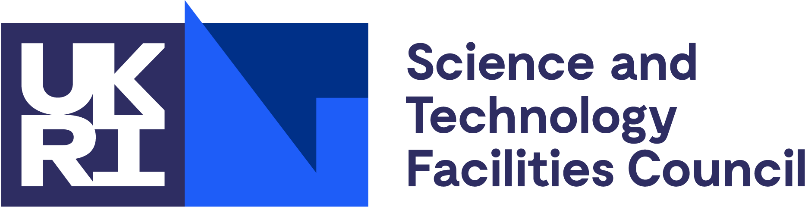 UK
RI
Science and
Technology
Facilities Council